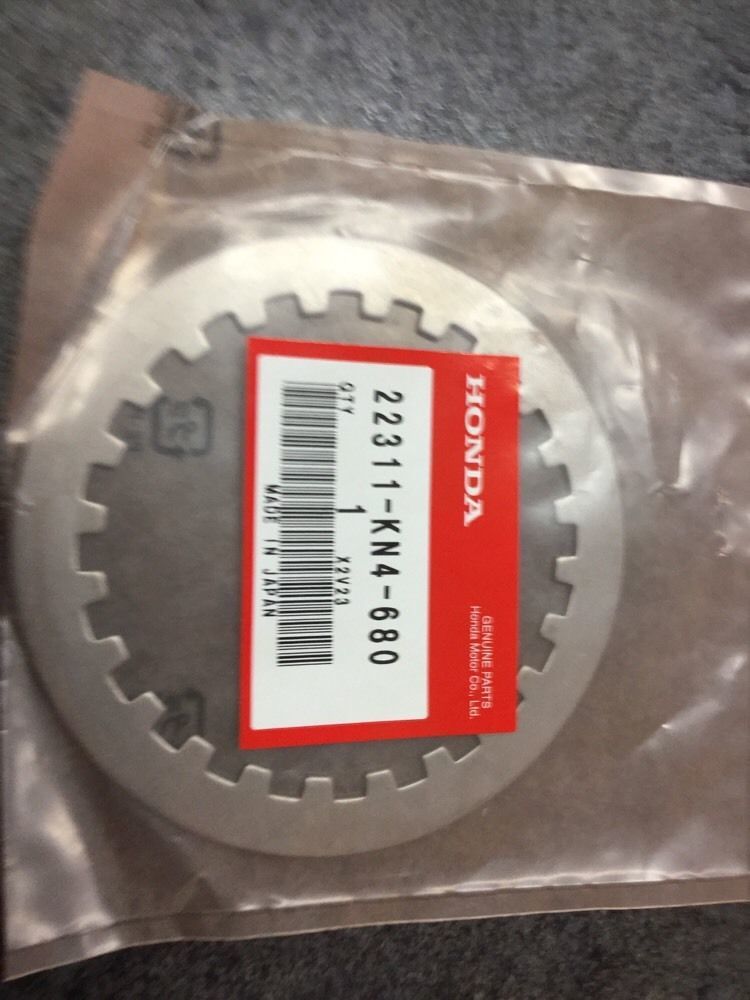 HONDA
GENUINE PARTS
Honda Motor Co., Ltd.
22311-KN4-680
QTY 1 X2V23
MADE IN JAPAN